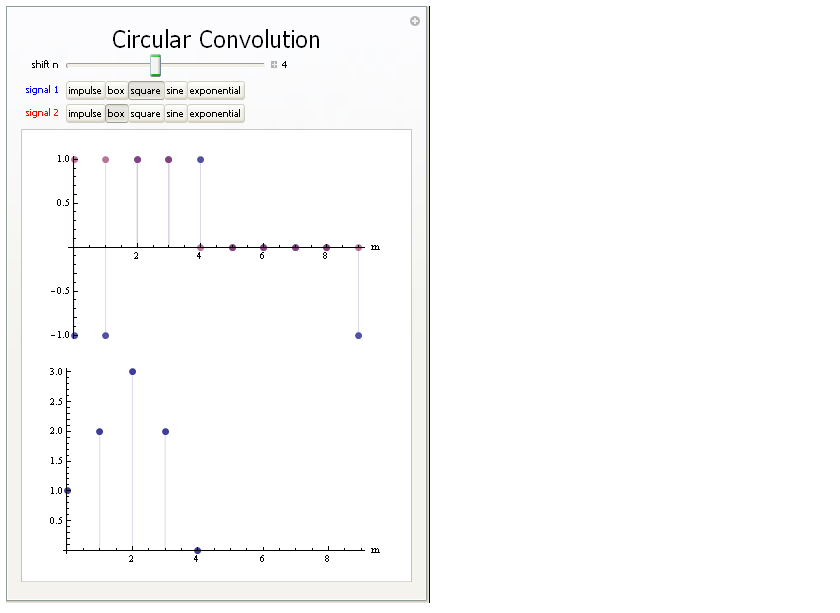 Circular Convolution
shift n 4
signal 1 impulse box square sine exponential
signal 2 impulse box square sine exponential
1.0
0.5
2 4 6 8 m
−0.5
−1.0
3.0
2.5
2.0
1.5
1.0
0.5
2 4 6 8 m